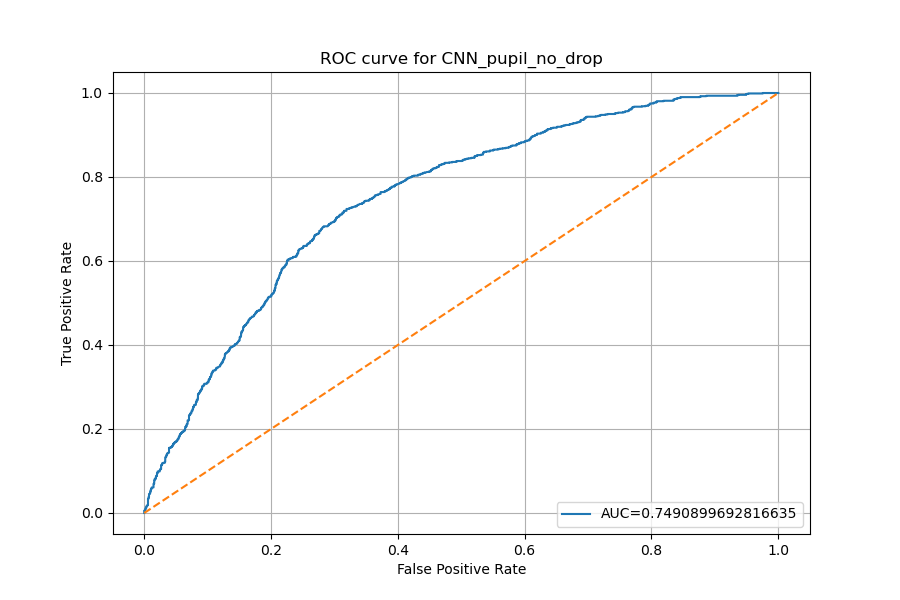 ROC curve for CNN_pupil_no_drop
True Positive Rate
1.0
0.8
0.6
0.4
0.2
0.0
AUC=0.7490899692816635
0.0 0.2 0.4 0.6 0.8 1.0
False Positive Rate